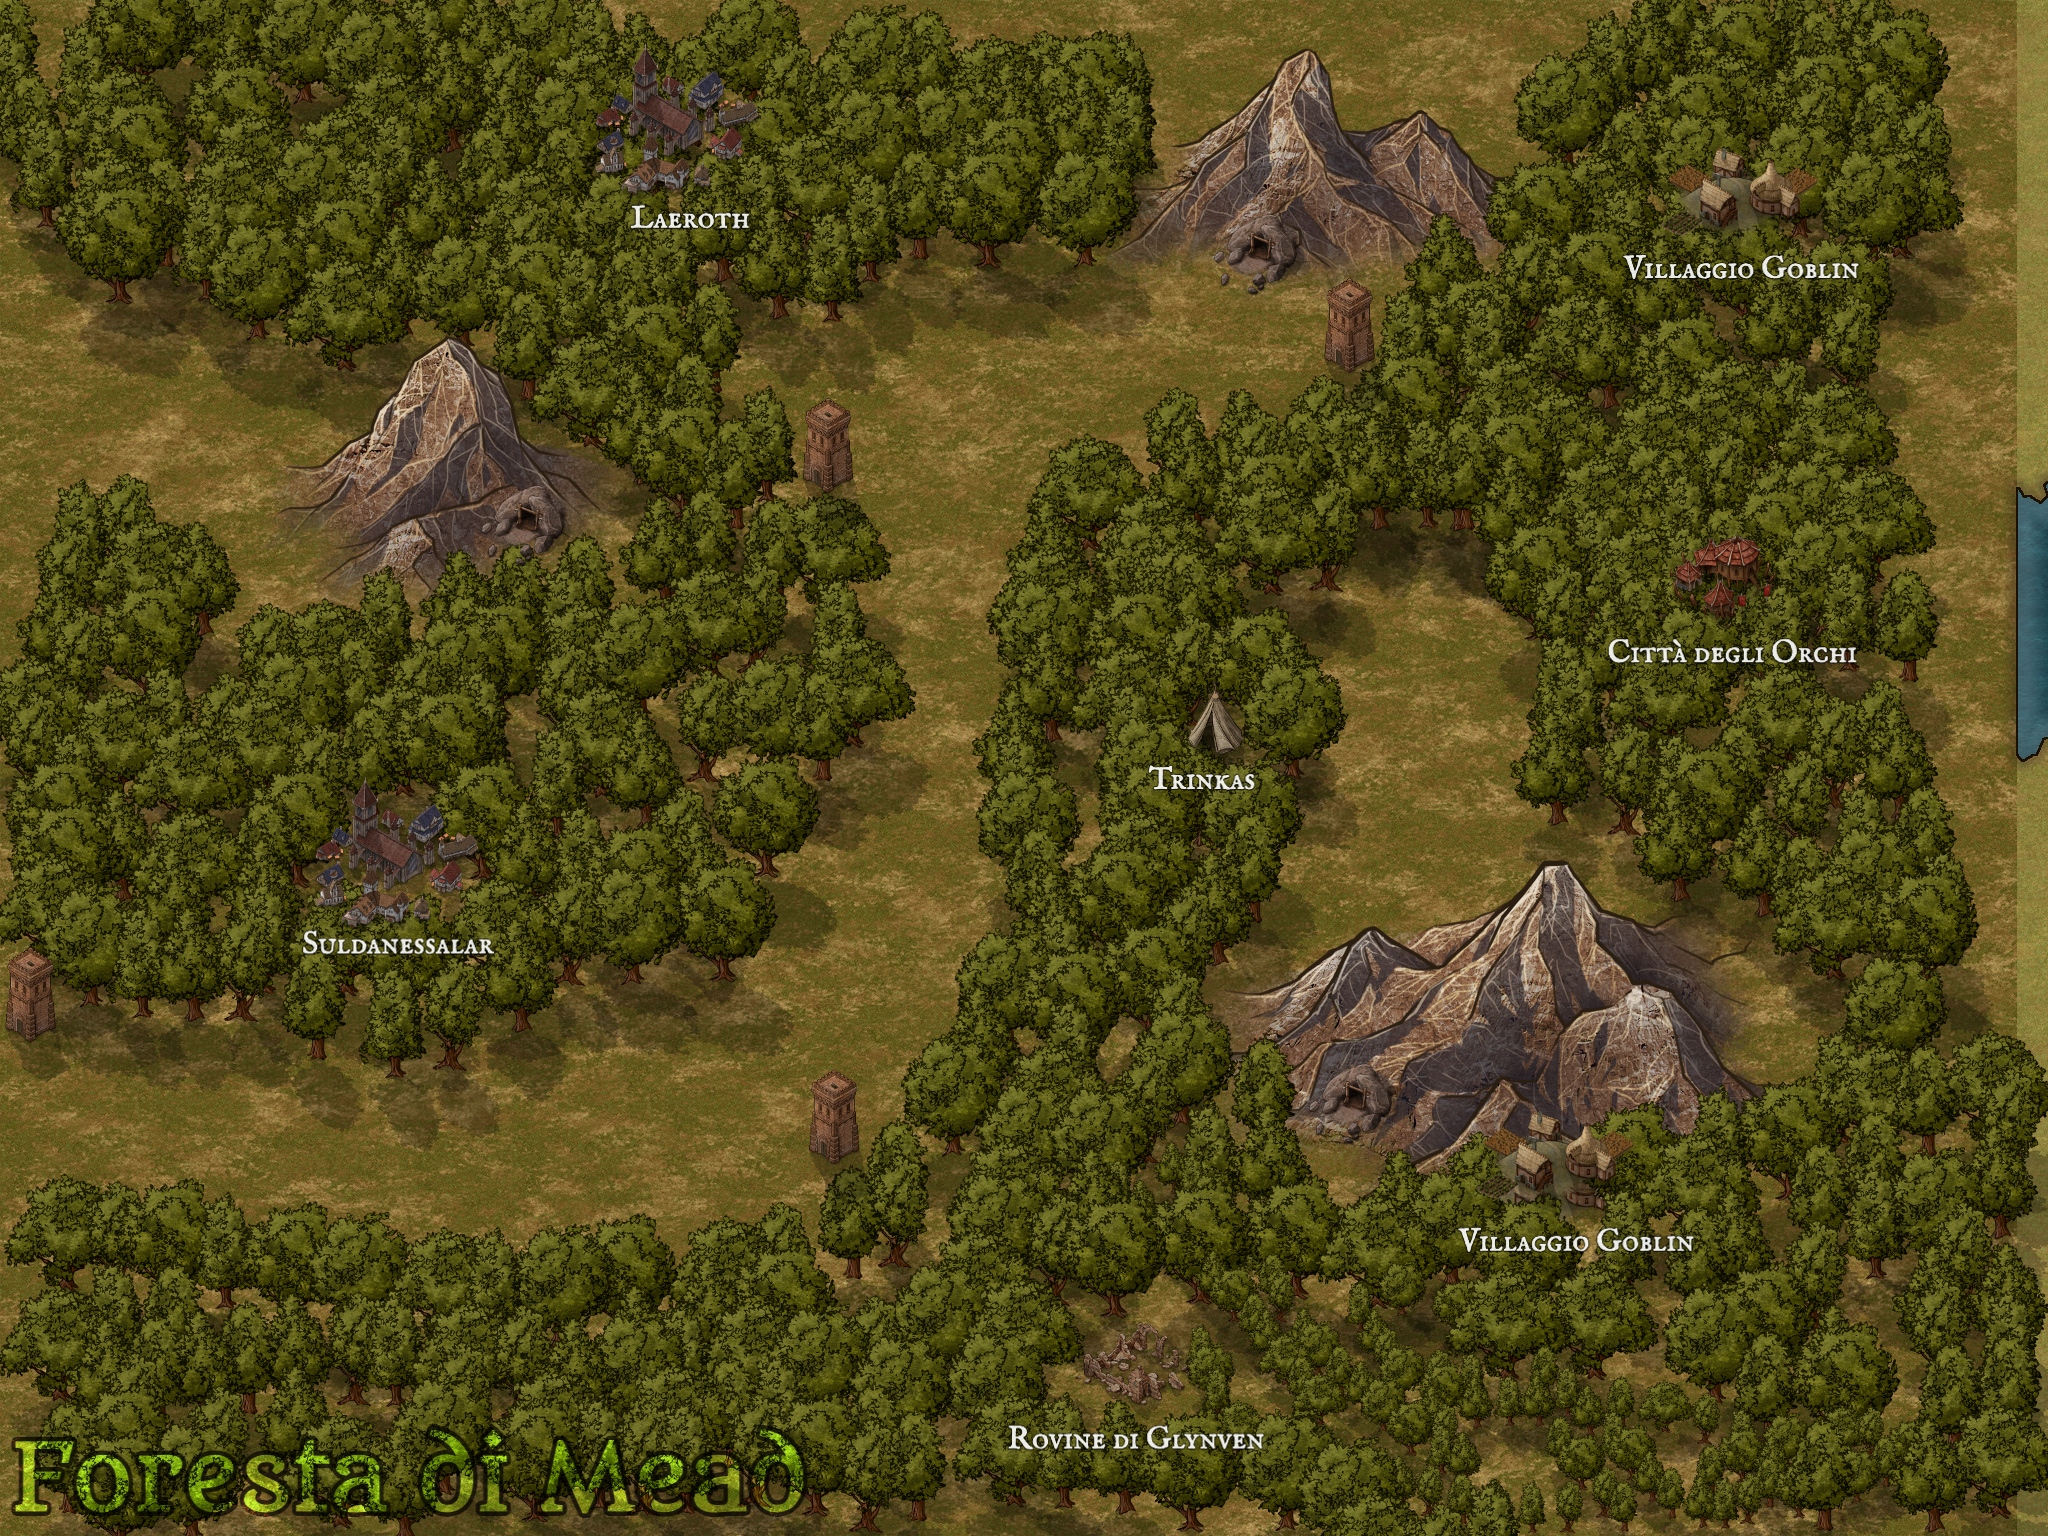 Laeroth
Villaggio Goblin
Città degli Orchi
Trinkas
Suldanessalar
Villaggio Goblin
Rovine di Glynven
Foresta di Mead